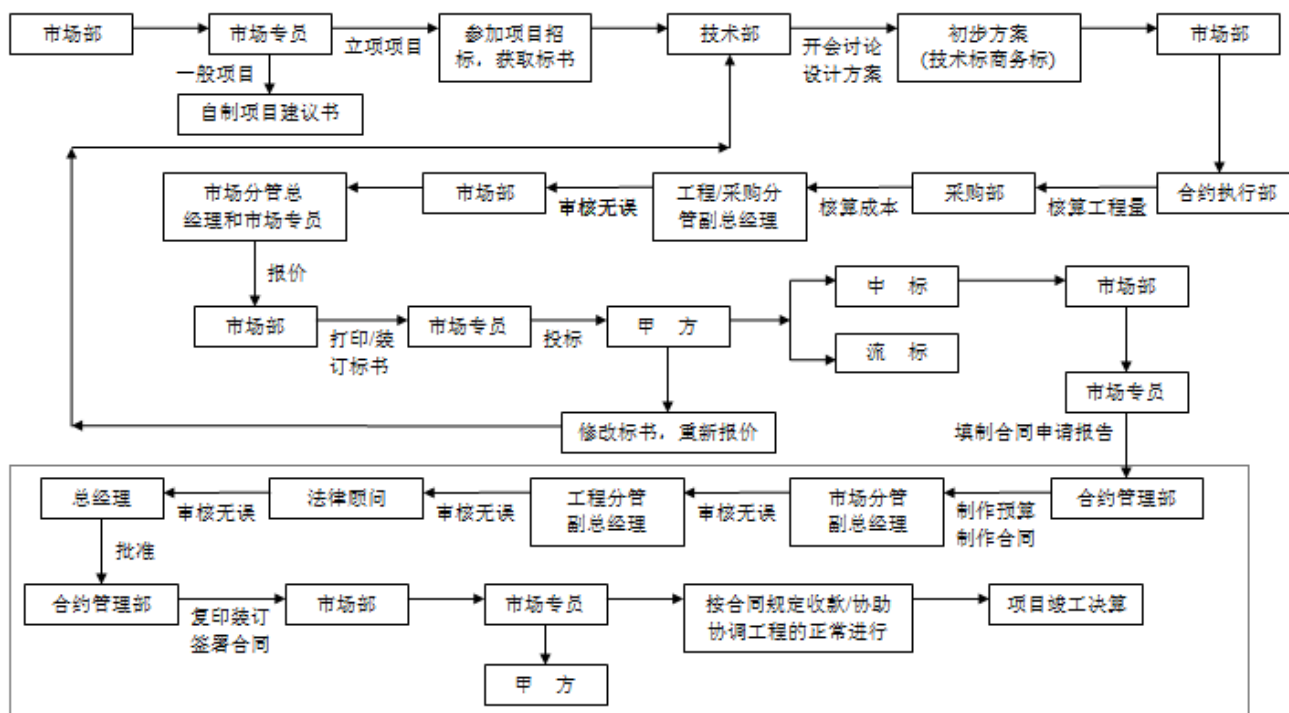 市场部
市场专员
立项项目
参加项目招
标，获取标书
技术部
开会讨论
设计方案
初步方案
(技术标商务标)
市场部
一般项目
自制项目建议书
市场分管总
经理和市场专员
市场部
审核无误
工程/采购分
管副总经理
核算成本
采购部
核算工程量
合约执行部
报价
市场部
打印/装
订标书
市场专员
投标
甲 方
中 标
市场部
流 标
市场专员
修改标书，重新报价
填制合同申请报告
总经理
审核无误
法律顾问
审核无误
工程分管
副总经理
审核无误
市场分管
副总经理
制作预算
制作合同
合约管理部
批准
合约管理部
复印装订
签署合同
市场部
市场专员
按合同规定收款/协助
协调工程的正常进行
项目竣工决算
甲 方